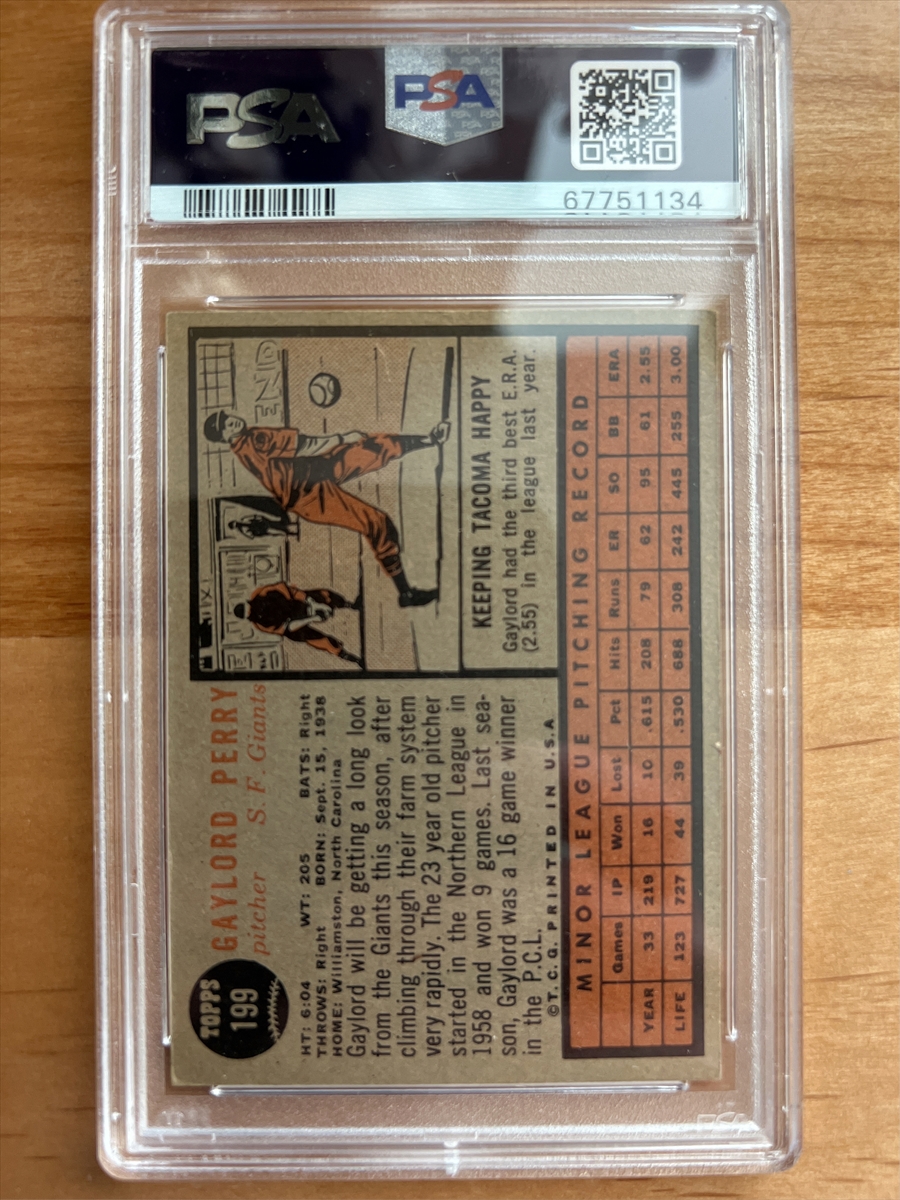 PSA
PSA
67751134
TOPPS
199
GAYLORD PERRY
pitcher S. F. Giants
HT: 6:04 WT: 205 BATS: Right
THROWS: Right BORN: Sept. 15, 1938
HOME: Williamston, North Carolina
Gaylord will be getting a long look
from the Giants this season, after
climbing through their farm system
very rapidly. The 23 year old pitcher
started in the Northern League in
1958 and won 9 games. Last sea-
son, Gaylord was a 16 game winner
in the P.C.L.
©T.C.G. PRINTED IN U.S.A
END
KEEPING TACOMA HAPPY
Gaylord had the third best E.R.A.
(2.55) in the league last year.
MINOR LEAGUE PITCHING RECORD
Games IP Won Lost Pct Hits Runs ER SO BB ERA
YEAR 33 219 16 10 .615 208 79 62 95 61 2.55
LIFE 123 727 44 39 .530 688 308 242 445 255 3.00
PSA